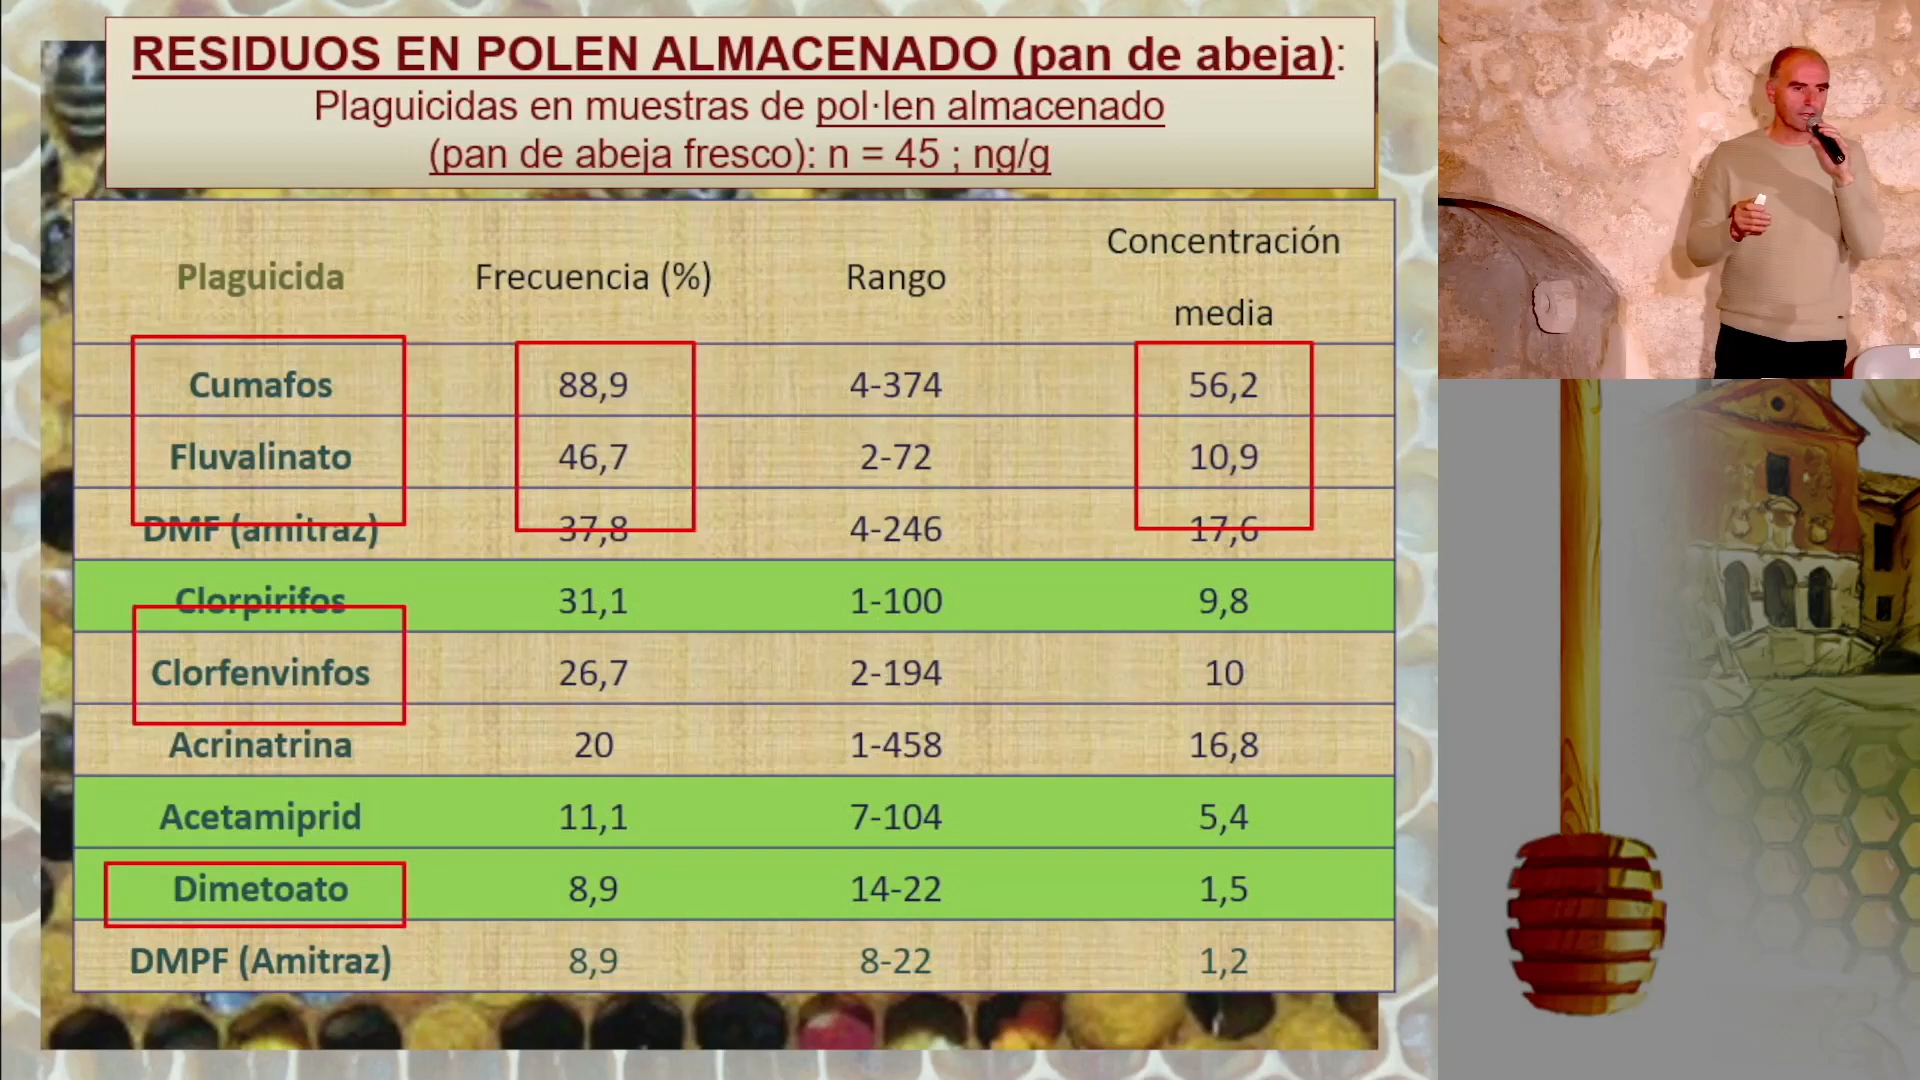 RESIDUOS EN POLEN ALMACENADO (pan de abeja):
Plaguicidas en muestras de pol·len almacenado
(pan de abeja fresco): n = 45 ; ng/g
Plaguicida Frecuencia (%) Rango Concentración media
Cumafos 88,9 4-374 56,2
Fluvalinato 46,7 2-72 10,9
DMF (amitraz) 37,8 4-246 17,6
Clorpirifos 31,1 1-100 9,8
Clorfenvinfos 26,7 2-194 10
Acrinatrina 20 1-458 16,8
Acetamiprid 11,1 7-104 5,4
Dimetoato 8,9 14-22 1,5
DMPF (Amitraz) 8,9 8-22 1,2